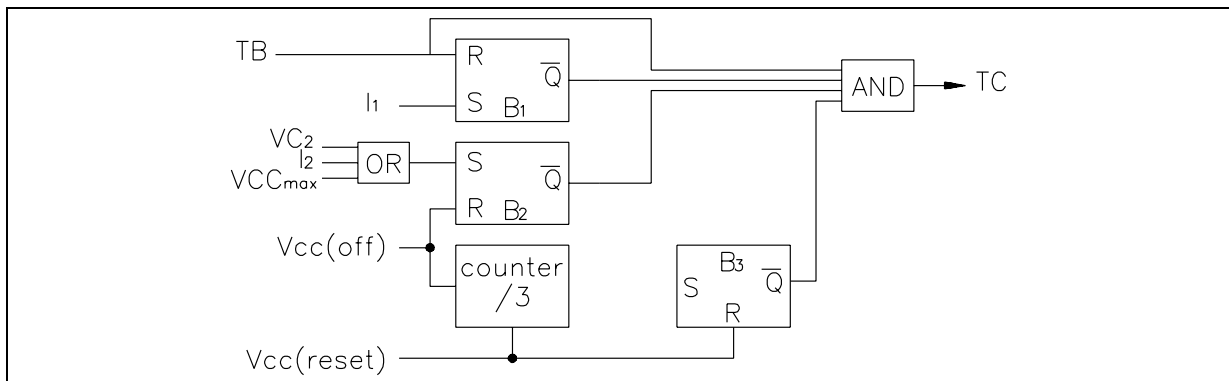 TB
R
Q
I1
S
B1
AND
TC
VC2
I2
VCCmax
OR
S
Q
R
B2
Vcc(off)
counter
/3
B3
S
Q
R
Vcc(reset)